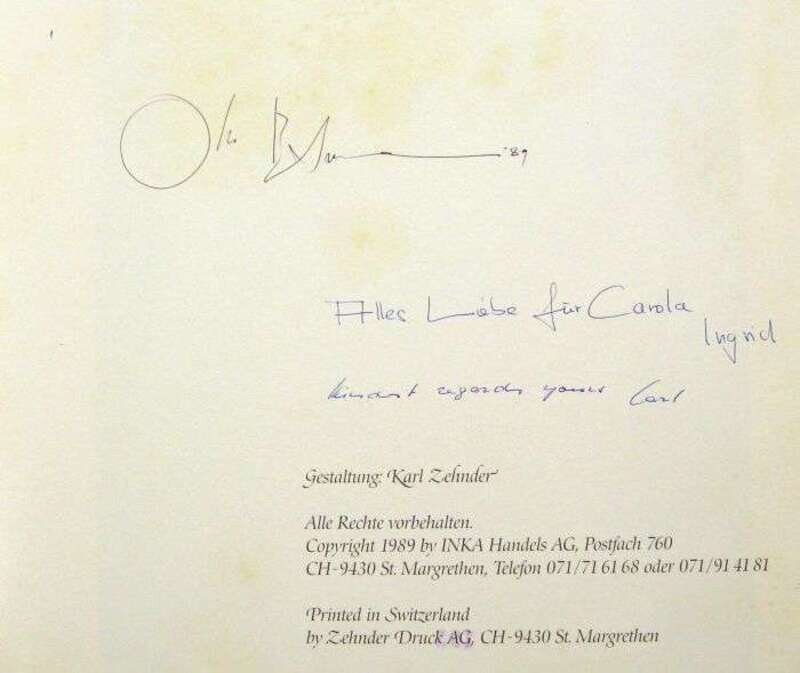 '89
Alles Liebe für Carola
Ingrid
Kindest regards yours Carl
Gestaltung: Karl Zehnder
Alle Rechte vorbehalten.
Copyright 1989 by INKA Handels AG, Postfach 760
CH-9430 St. Margrethen, Telefon 071/71 61 68 oder 071/91 41 81
Printed in Switzerland
by Zehnder Druck AG, CH-9430 St. Margrethen